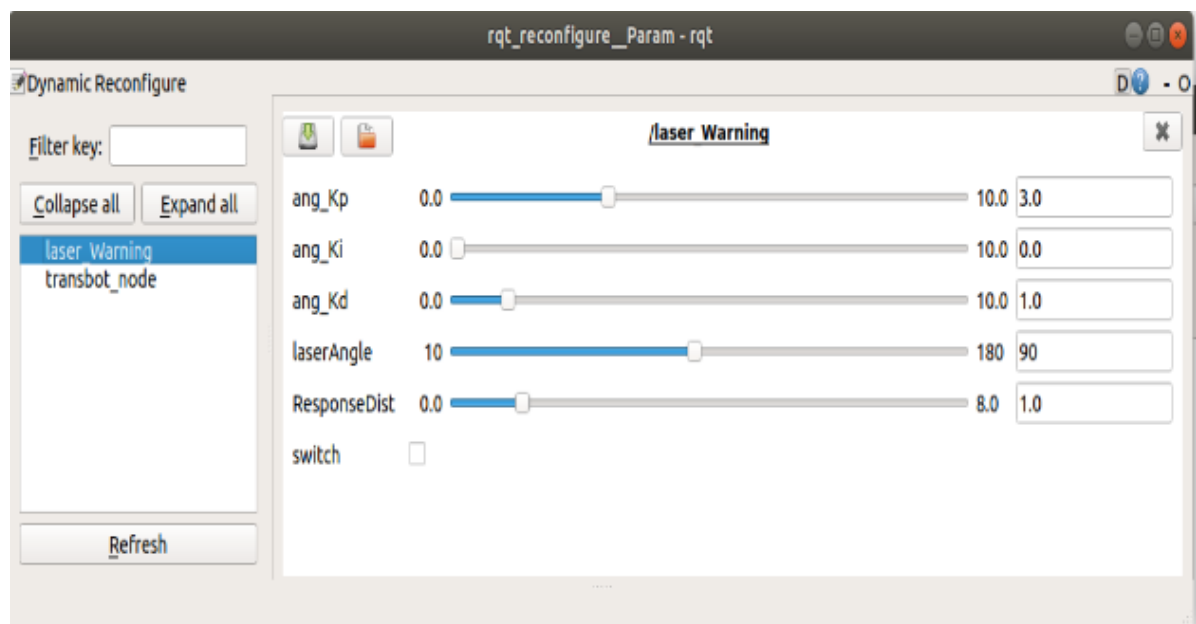 rqt_reconfigure__Param - rqt
Dynamic Reconfigure D ? - O
Filter key:
Collapse all Expand all
laser_Warning
transbot_node
Refresh
/laser_Warning
ang_Kp 0.0 10.0 3.0
ang_Ki 0.0 10.0 0.0
ang_Kd 0.0 10.0 1.0
laserAngle 10 180 90
ResponseDist 0.0 8.0 1.0
switch